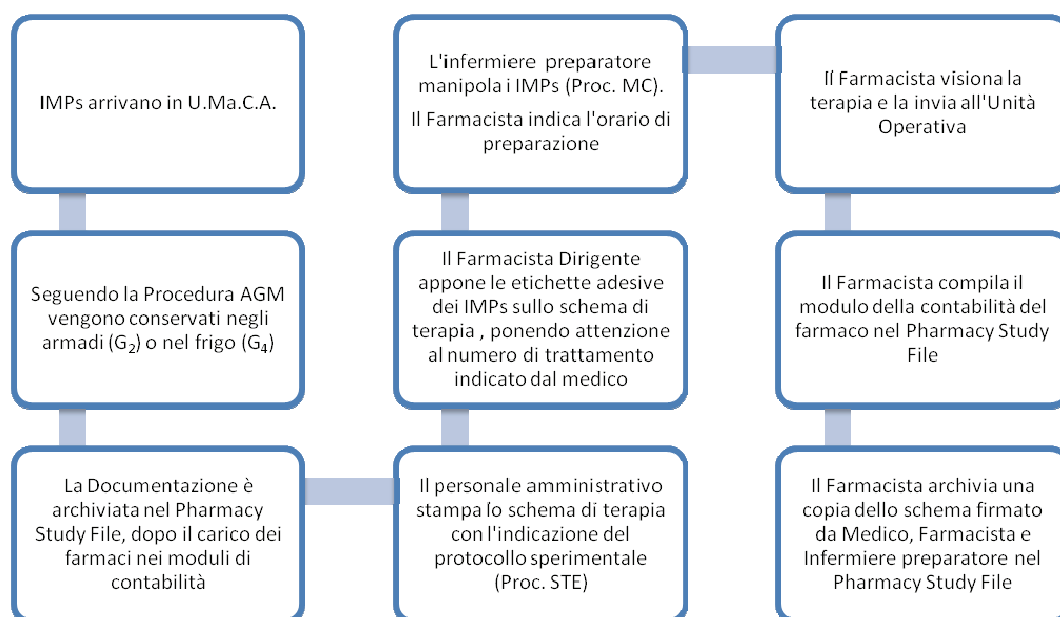 IMPs arrivano in U.Ma.C.A.
Seguendo la Procedura AGM
vengono conservati negli
armadi (G2) o nel frigo (G4)
La Documentazione è
archiviata nel Pharmacy
Study File, dopo il carico dei
farmaci nei moduli di
contabilità
Il personale amministrativo
stampa lo schema di terapia
con l'indicazione del
protocollo sperimentale
(Proc. STE)
Il Farmacista Dirigente
appone le etichette adesive
dei IMPs sullo schema di
terapia , ponendo attenzione
al numero di trattamento
indicato dal medico
L'infermiere preparatore
manipola i IMPs (Proc. MC).
Il Farmacista indica l'orario di
preparazione
Il Farmacista visiona la
terapia e la invia all'Unità
Operativa
Il Farmacista compila il
modulo della contabilità del
farmaco nel Pharmacy Study
File
Il Farmacista archivia una
copia dello schema firmato
da Medico, Farmacista e
Infermiere preparatore nel
Pharmacy Study File